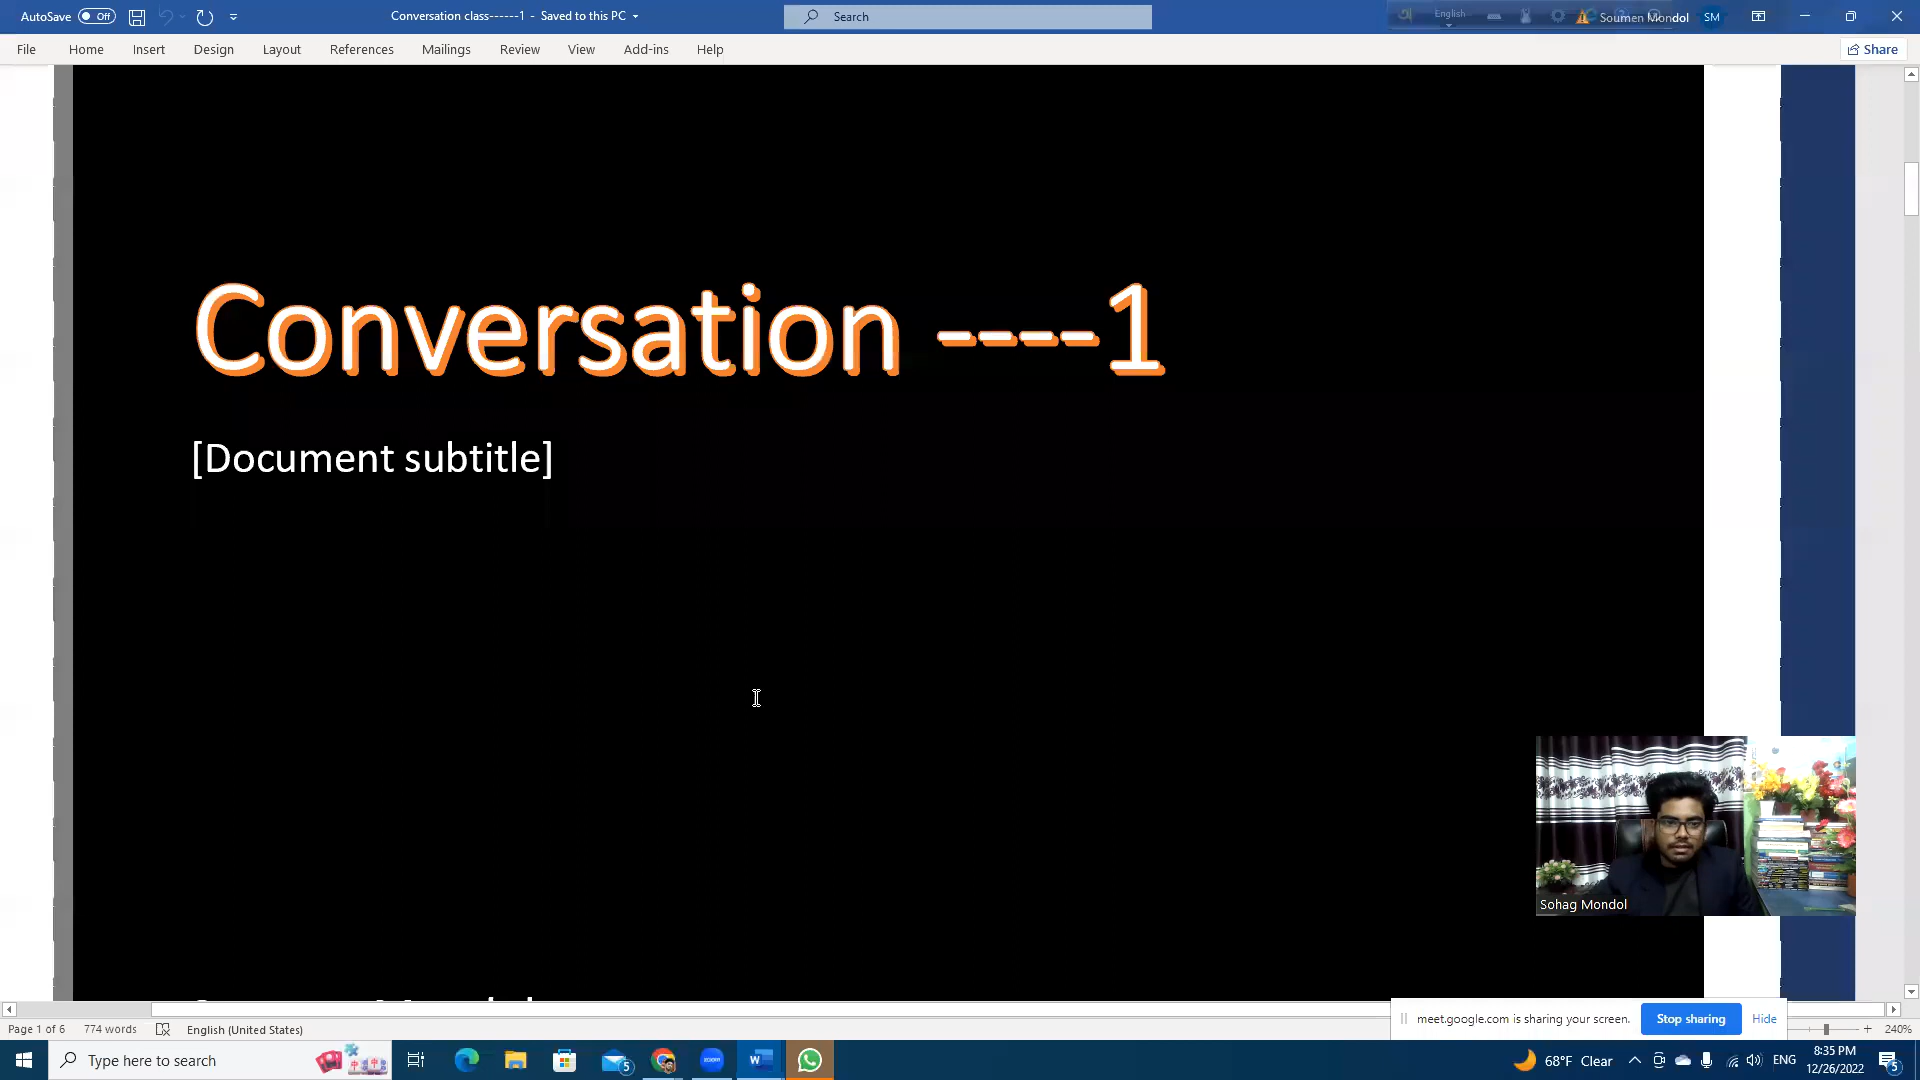 AutoSave Off Conversation class------1 - Saved to this PC Search English Soumen Mondol SM
File Home Insert Design Layout References Mailings Review View Add-ins Help Share
Conversation ----1
[Document subtitle]
Sohag Mondol
meet.google.com is sharing your screen. Stop sharing Hide
Page 1 of 6 774 words English (United States) 240%
Type here to search 5 zoom W 68°F Clear ENG 8:35 PM 12/26/2022 5